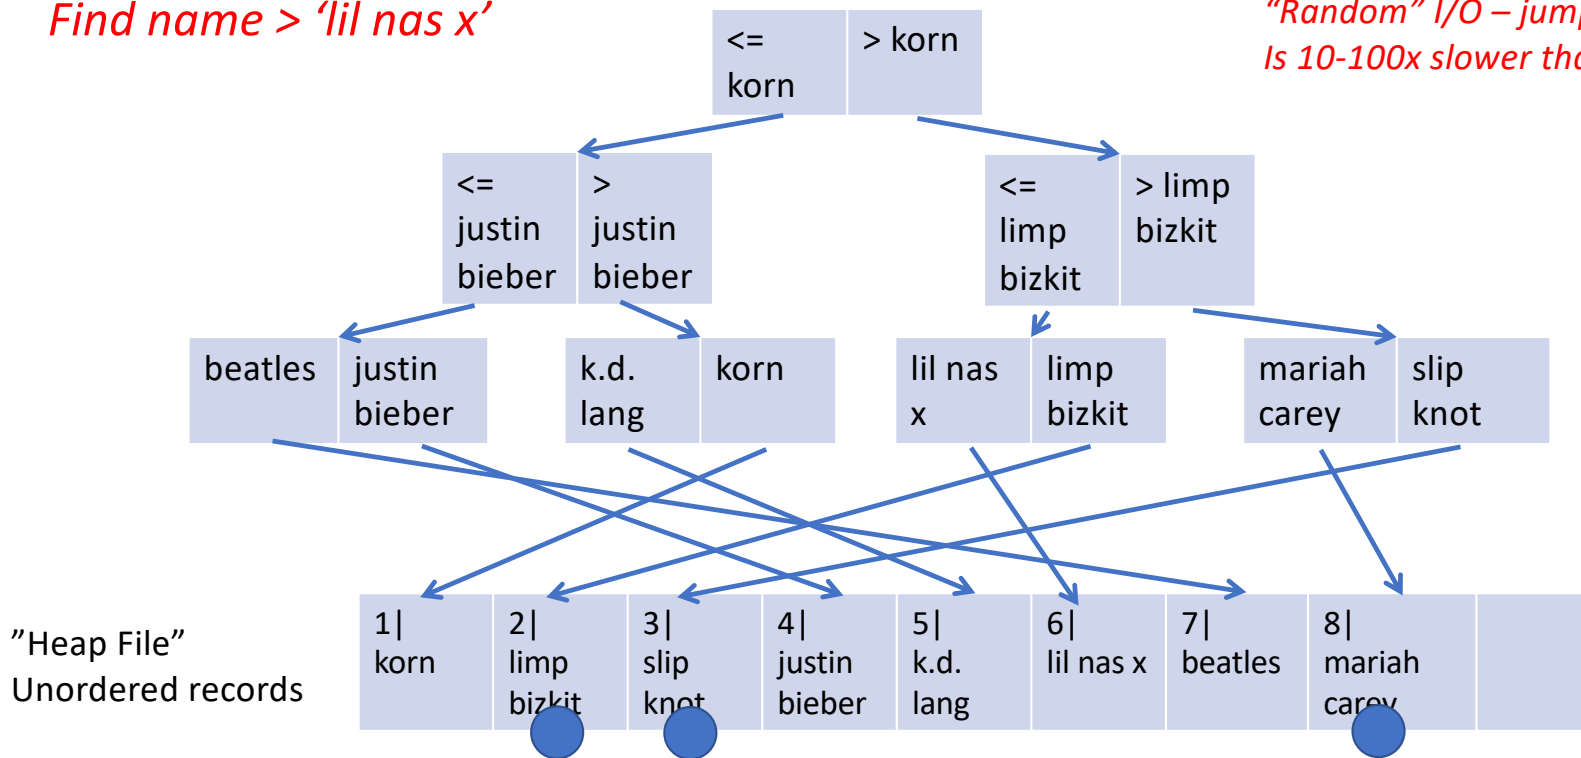 Find name > ‘lil nas x’
“Random” I/O – jump
Is 10-100x slower tha
<=
korn
> korn
<=
justin
bieber
>
justin
bieber
<=
limp
bizkit
> limp
bizkit
beatles
justin
bieber
k.d.
lang
korn
lil nas
x
limp
bizkit
mariah
carey
slip
knot
”Heap File”
Unordered records
1|
korn
2|
limp
bizkit
3|
slip
knot
4|
justin
bieber
5|
k.d.
lang
6|
lil nas x
7|
beatles
8|
mariah
carey